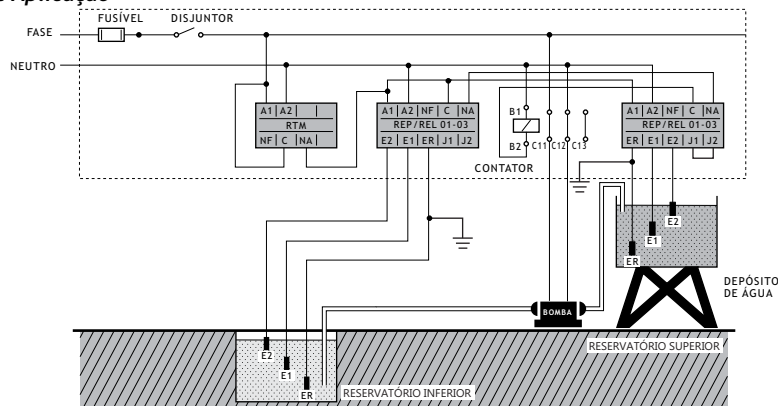 FUSÍVEL DISJUNTOR
FASE
NEUTRO
A1 A2
RTM
NF C NA
A1 A2 NF C NA
REP/REL 01-03
E2 E1 ER J1 J2
B1
B2 C11 C12 C13
CONTATOR
A1 A2 NF C NA
REP/REL 01-03
ER E1 E2 J1 J2
E2
E1
ER
DEPÓSITO
DE ÁGUA
BOMBA
RESERVATÓRIO SUPERIOR
E2
E1
ER
RESERVATÓRIO INFERIOR